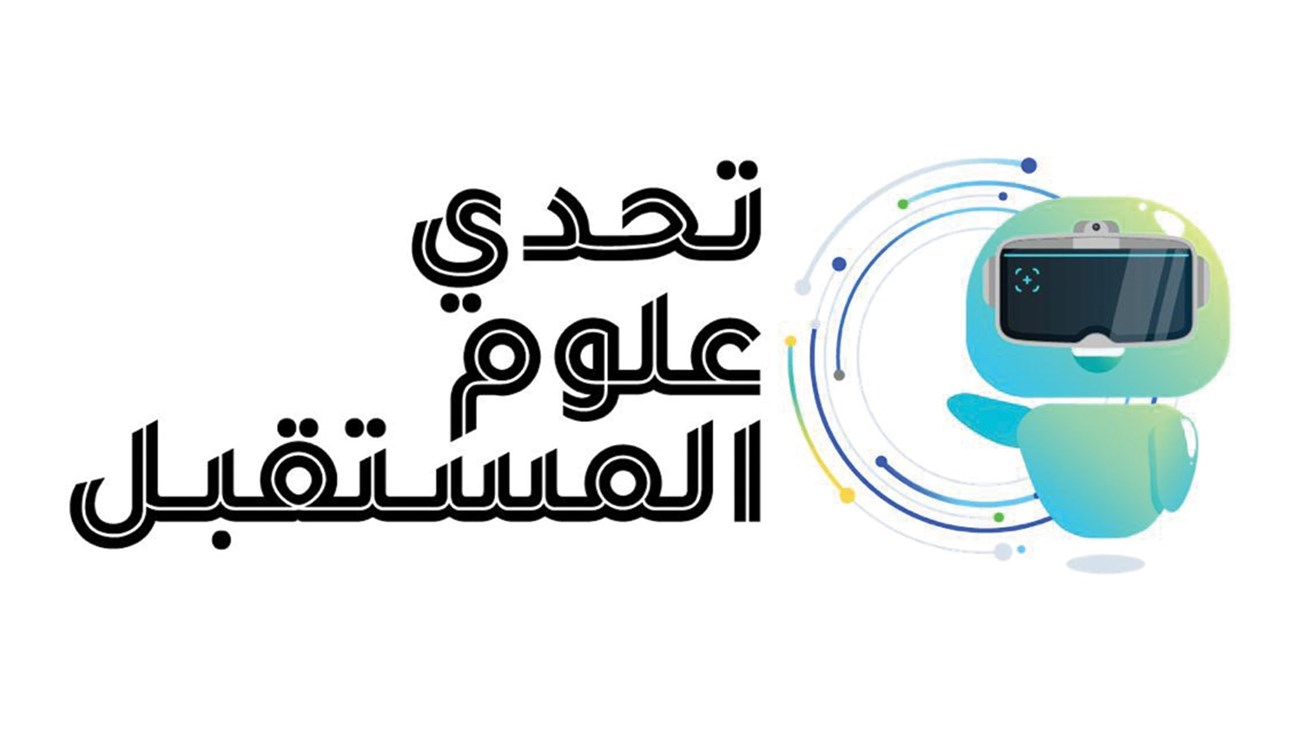 تحدي
علوم
المستقبل